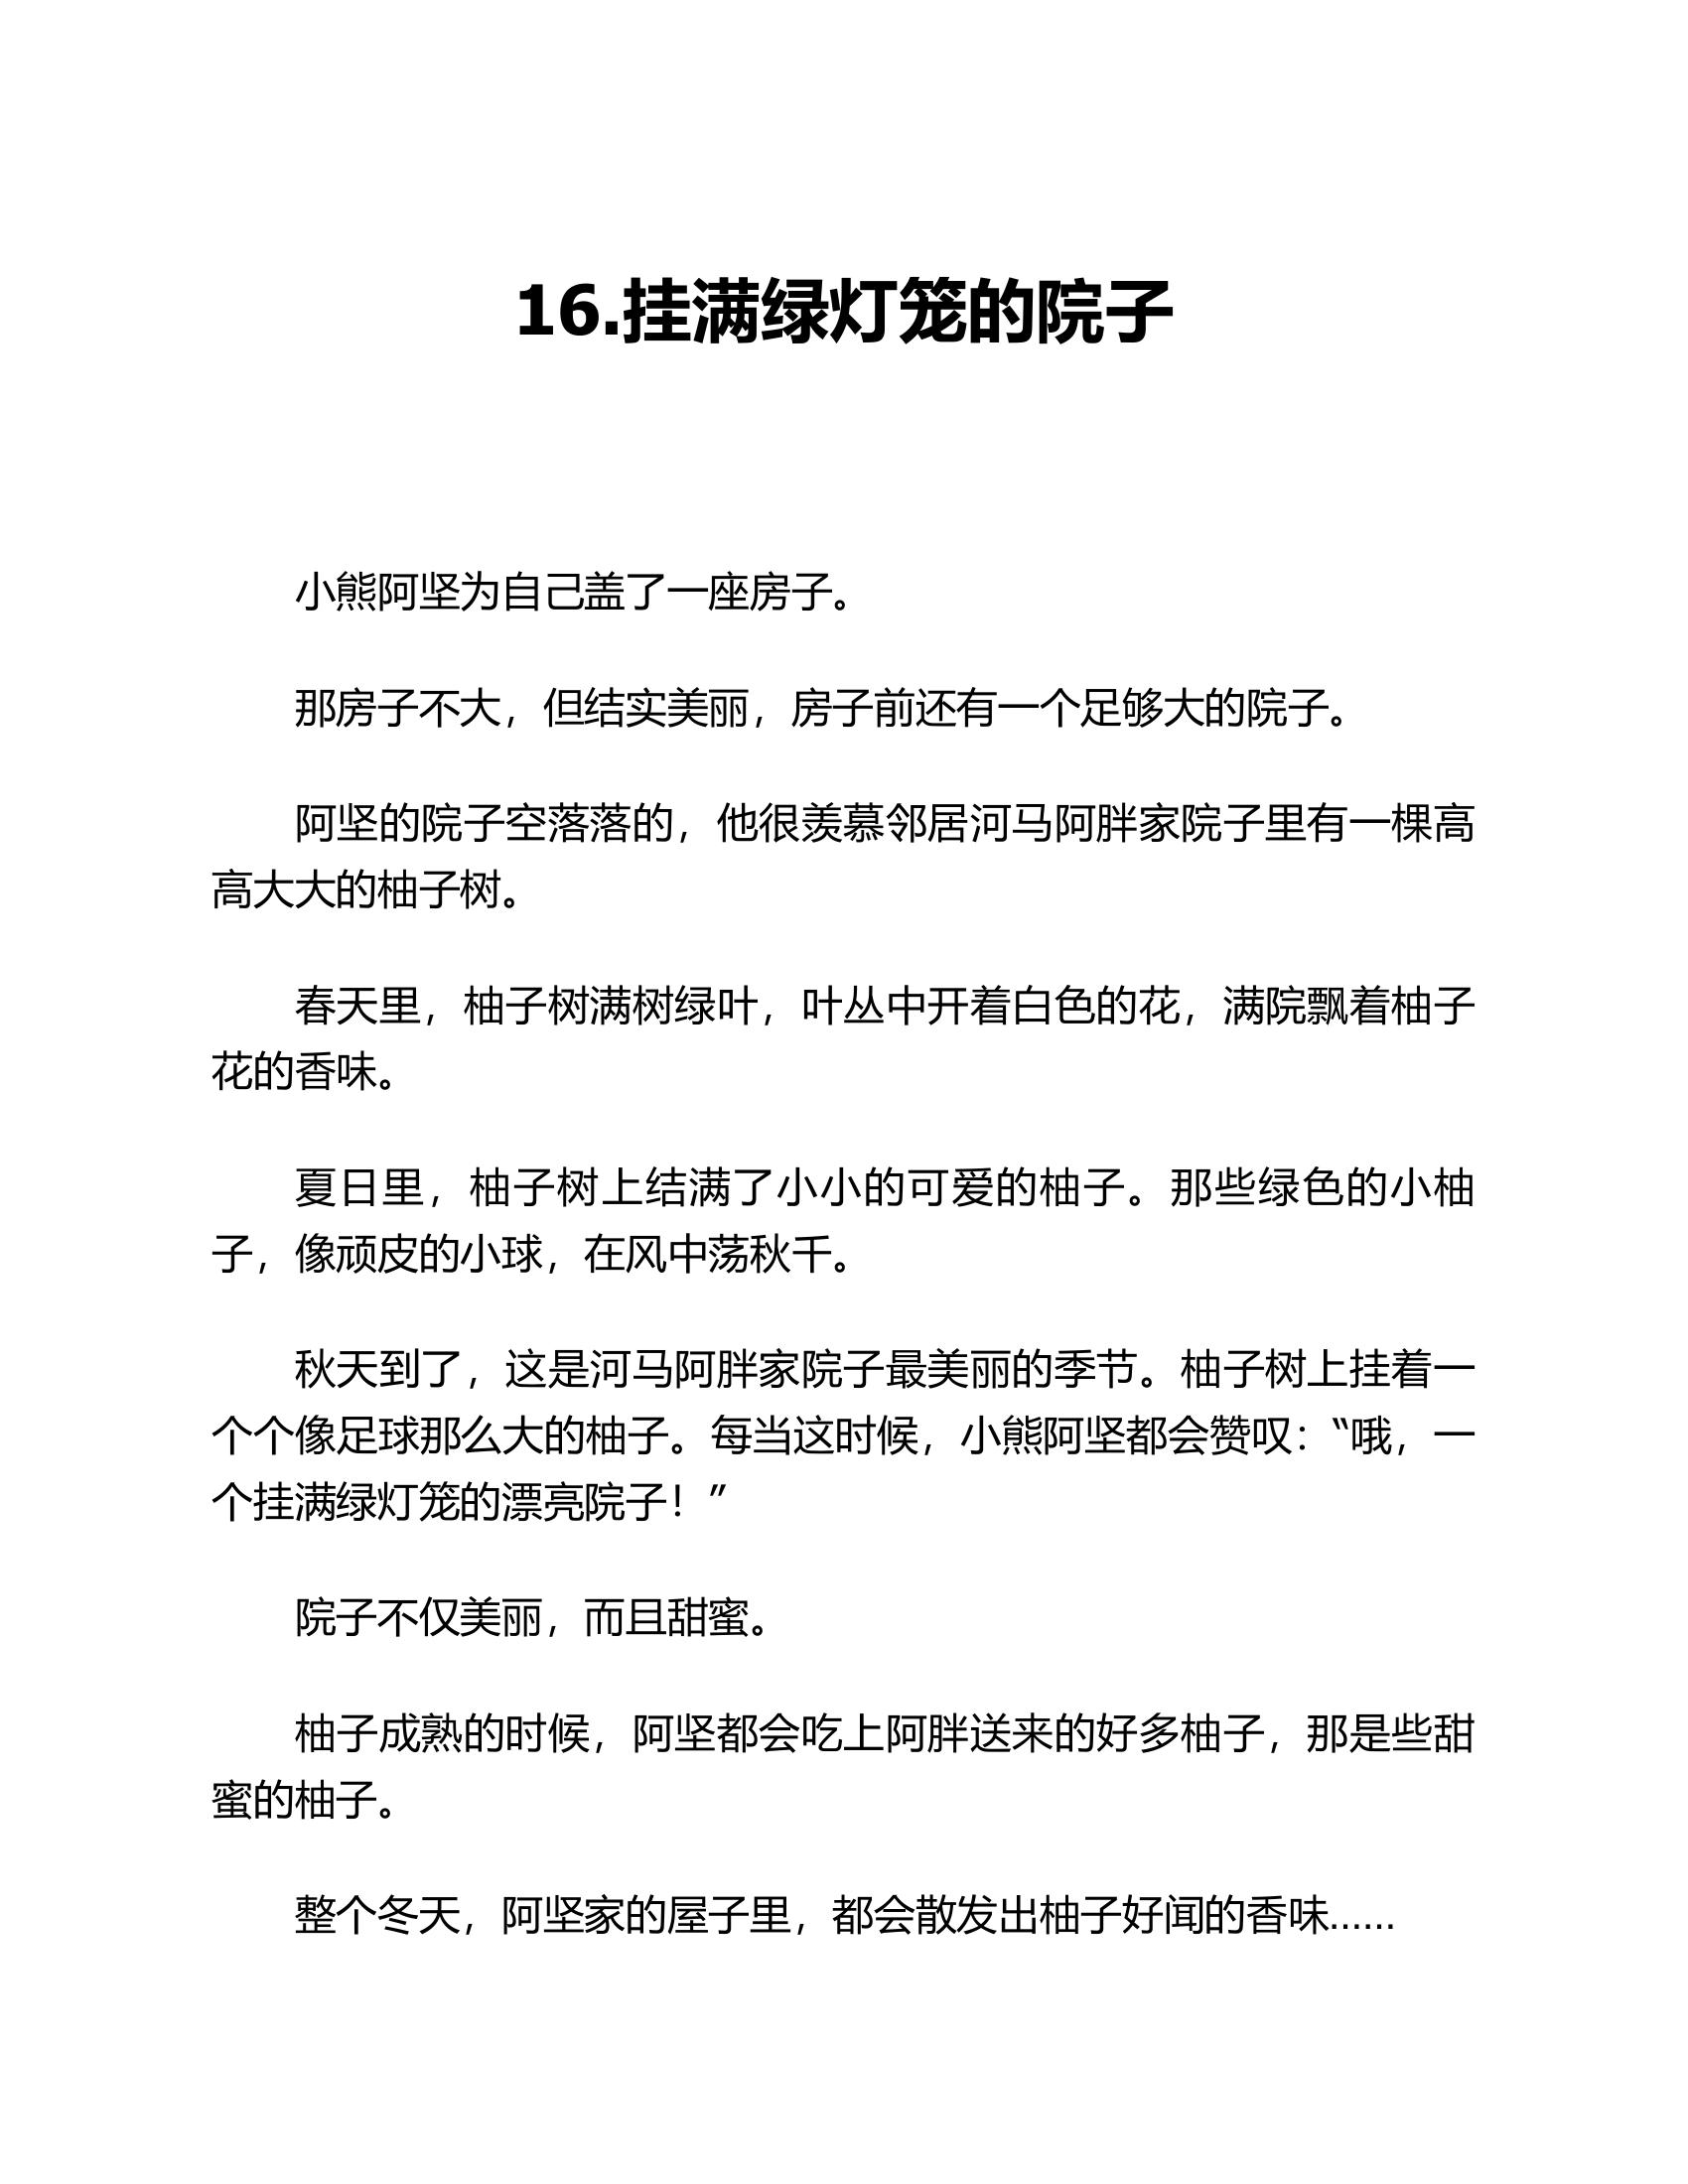 16.挂满绿灯笼的院子
小熊阿坚为自己盖了一座房子。
那房子不大，但结实美丽，房子前还有一个足够大的院子。
阿坚的院子空落落的，他很羡慕邻居河马阿胖家院子里有一棵高
高大大的柚子树。
春天里，柚子树满树绿叶，叶丛中开着白色的花，满院飘着柚子
花的香味。
夏日里，柚子树上结满了小小的可爱的柚子。那些绿色的小柚
子，像顽皮的小球，在风中荡秋千。
秋天到了，这是河马阿胖家院子最美丽的季节。柚子树上挂着一
个个像足球那么大的柚子。每当这时候，小熊阿坚都会赞叹：“哦，一
个挂满绿灯笼的漂亮院子！”
院子不仅美丽，而且甜蜜。
柚子成熟的时候，阿坚都会吃上阿胖送来的好多柚子，那是些甜
蜜的柚子。
整个冬天，阿坚家的屋子里，都会散发出柚子好闻的香味……